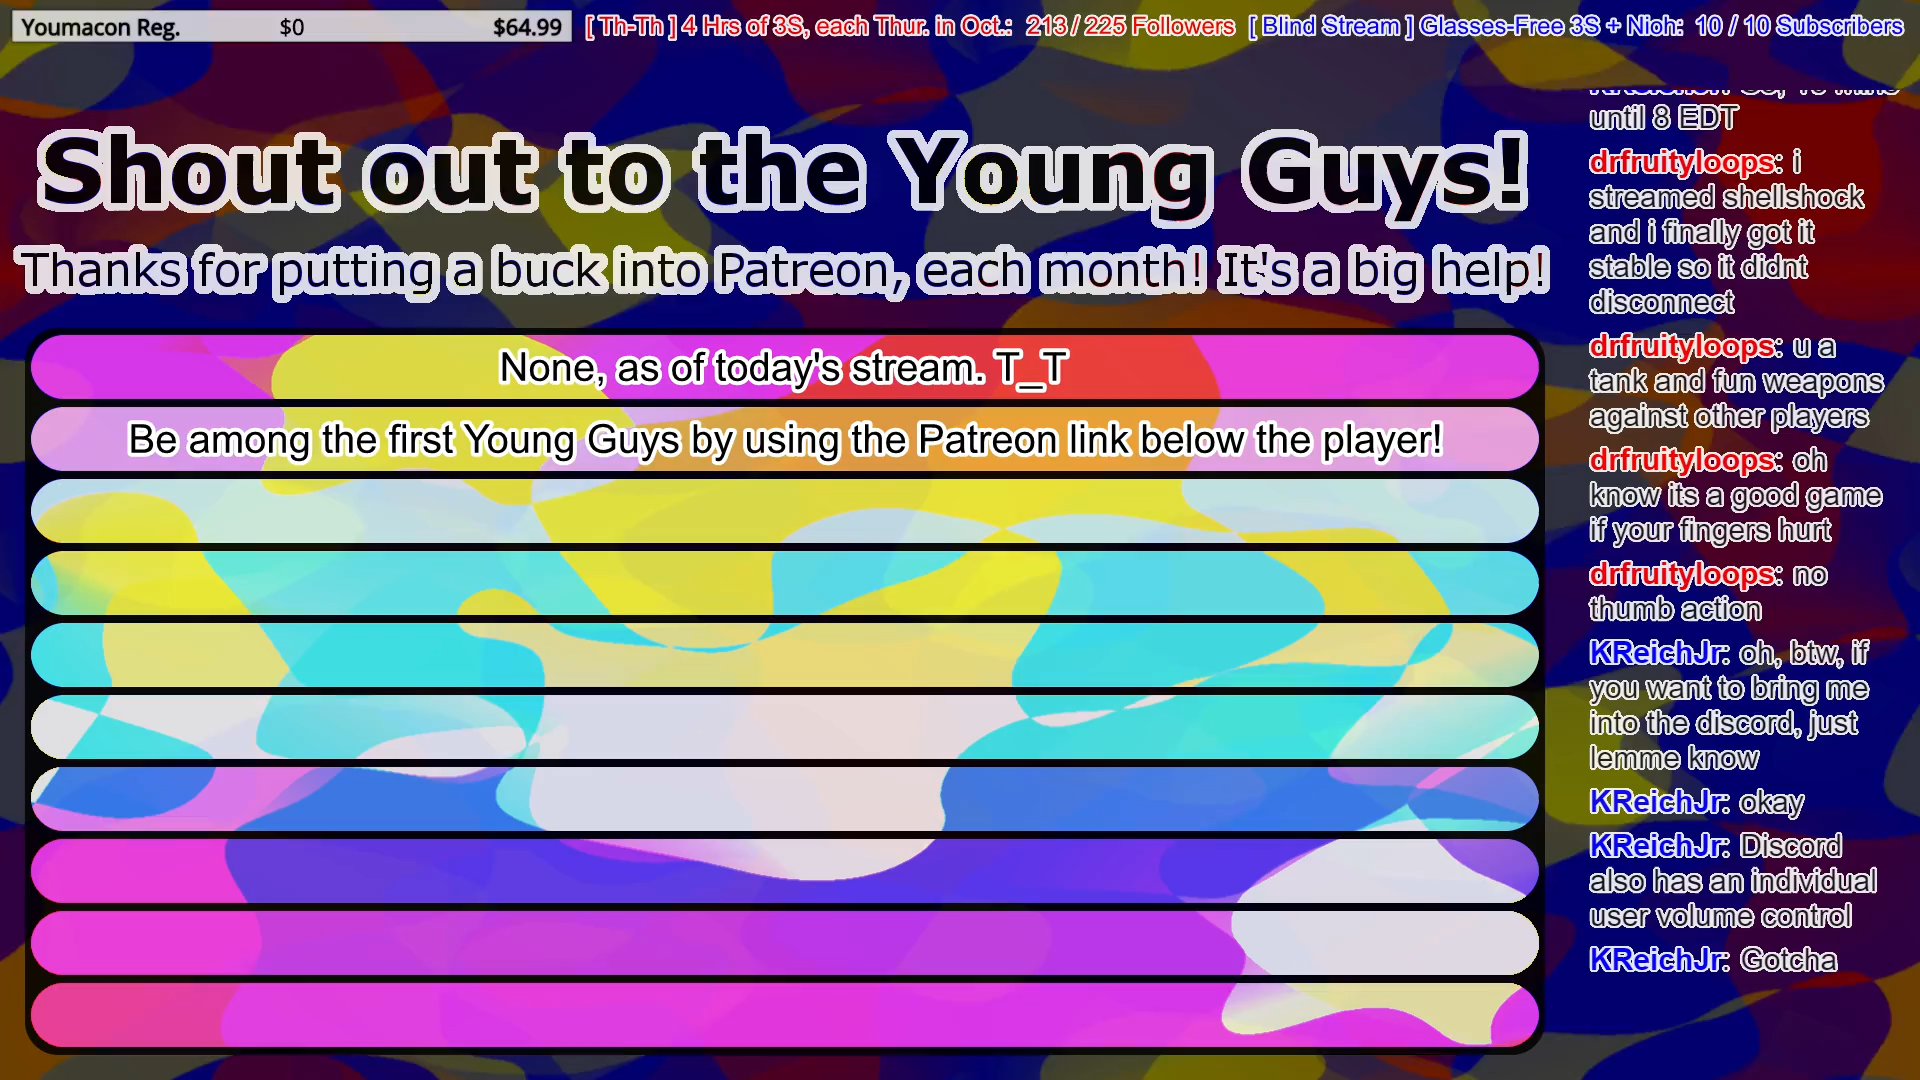 Youmacon Reg. $0 $64.99 [ Th-Th ] 4 Hrs of 3S, each Thur. in Oct.: 213 / 225 Followers [ Blind Stream ] Glasses-Free 3S + Nioh: 10 / 10 Subscribers
Shout out to the Young Guys!
Thanks for putting a buck into Patreon, each month! It's a big help!
None, as of today's stream. T_T
Be among the first Young Guys by using the Patreon link below the player!
until 8 EDT
drfruityloops: i
streamed shellshock
and i finally got it
stable so it didnt
disconnect
drfruityloops: u a
tank and fun weapons
against other players
drfruityloops: oh
know its a good game
if your fingers hurt
drfruityloops: no
thumb action
KReichJr: oh, btw, if
you want to bring me
into the discord, just
lemme know
KReichJr: okay
KReichJr: Discord
also has an individual
user volume control
KReichJr: Gotcha